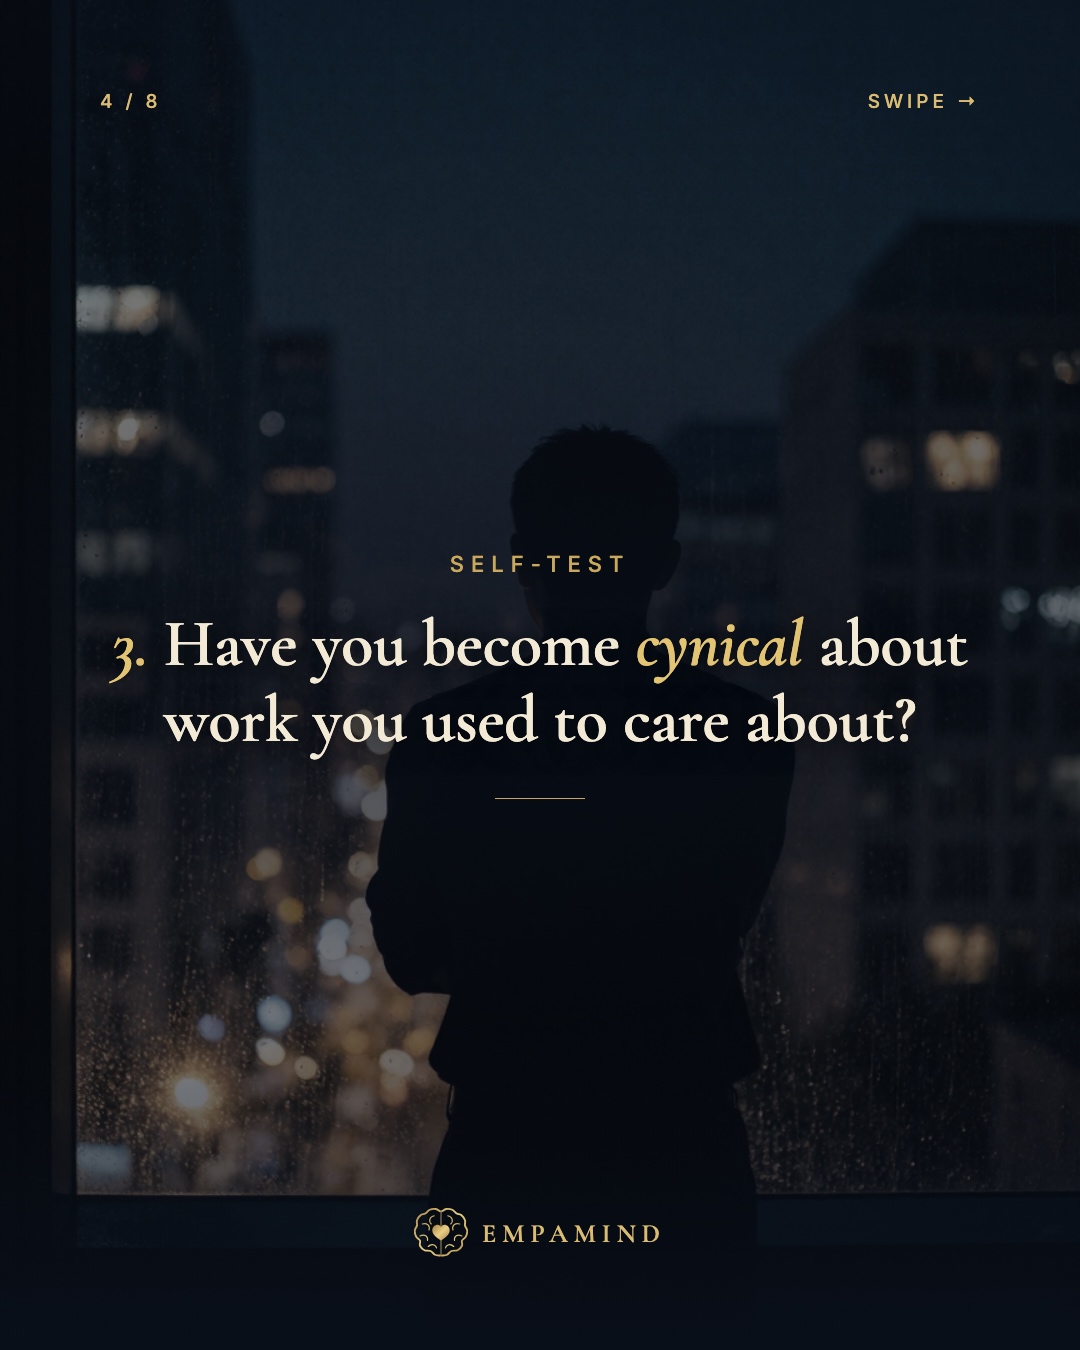 4 / 8
SWIPE →
SELF-TEST
3. Have you become cynical about
work you used to care about?
EMPAMIND